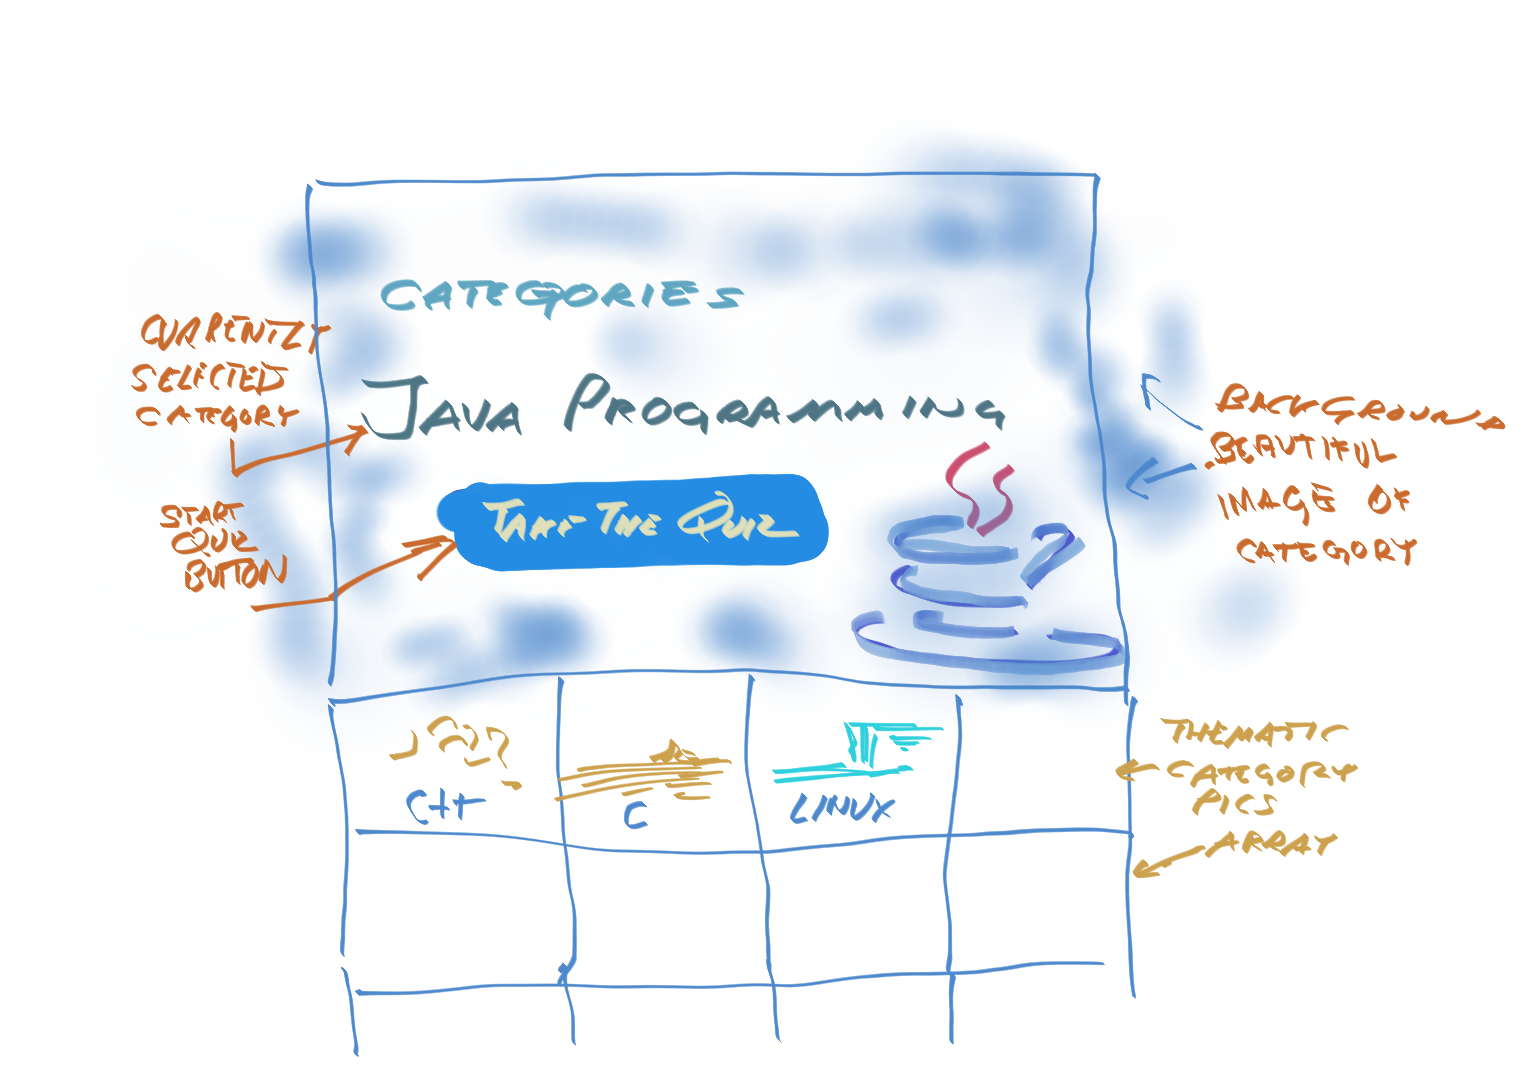 CATEGORIES
JAVA PROGRAMMING
TAKE THE QUIZ
CURRENTLY
SELECTED
CATEGORY
START
QUIZ
BUTTON
BACKGROUND
BEAUTIFUL
IMAGE OF
CATEGORY
C++
C
LINUX
THEMATIC
CATEGORY
PICS
ARRAY